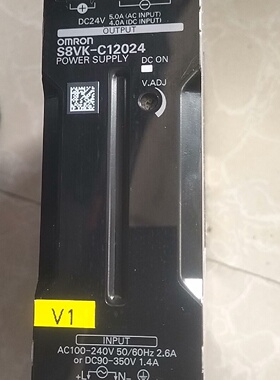 DC24V 5.0A (AC INPUT)
4.0A (DC INPUT)
OUTPUT
OMRON
S8VK-C12024
POWER SUPPLY
DC ON
V.ADJ
V1
INPUT
AC100-240V 50/60Hz 2.6A
or DC90-350V 1.4A
+L N-